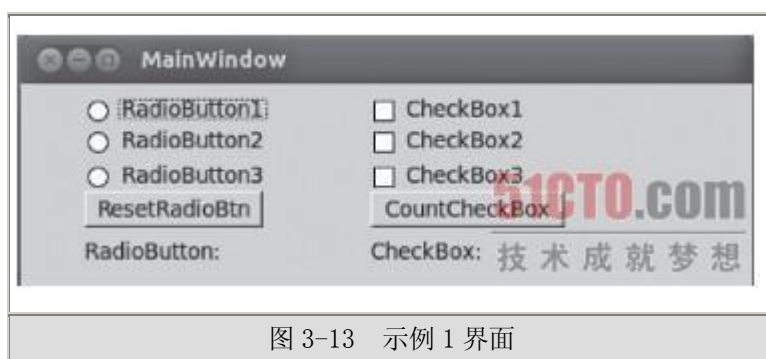 MainWindow
RadioButton1 CheckBox1
RadioButton2 CheckBox2
RadioButton3 CheckBox3
ResetRadioBtn CountCheckBox
RadioButton: CheckBox:
51CTO.com
技术成就梦想
图 3-13 示例 1 界面